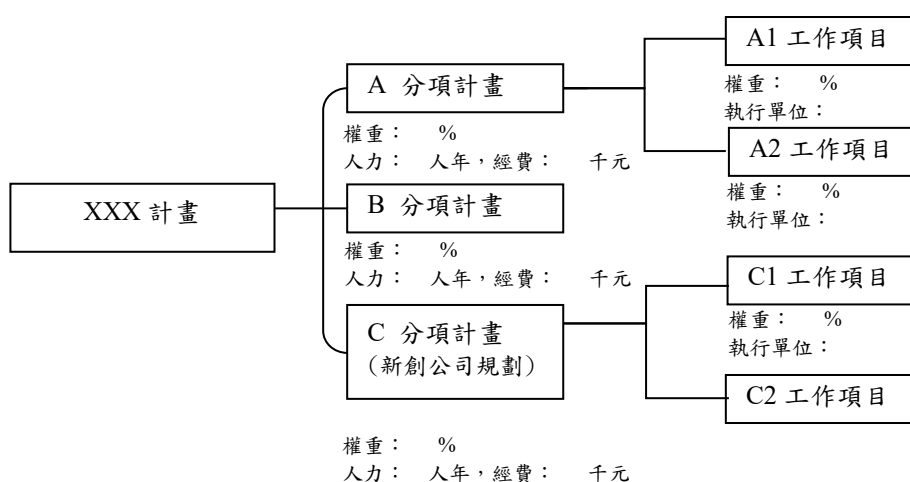 XXX 計畫
A 分項計畫
權重： %
人力： 人年，經費： 千元
A1 工作項目
權重： %
執行單位：
A2 工作項目
權重： %
執行單位：
B 分項計畫
權重： %
人力： 人年，經費： 千元
C 分項計畫
（新創公司規劃）
權重： %
人力： 人年，經費： 千元
C1 工作項目
權重： %
執行單位：
C2 工作項目